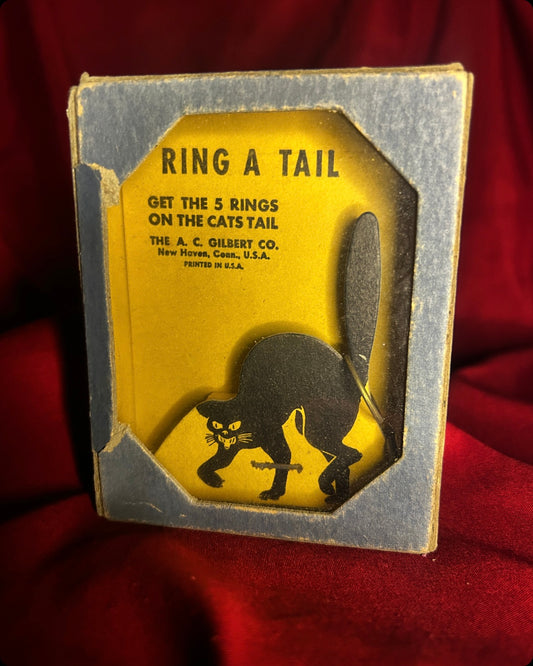 RING A TAIL
GET THE 5 RINGS
ON THE CATS TAIL
THE A. C. GILBERT CO.
New Haven, Conn., U.S.A.
PRINTED IN U.S.A.